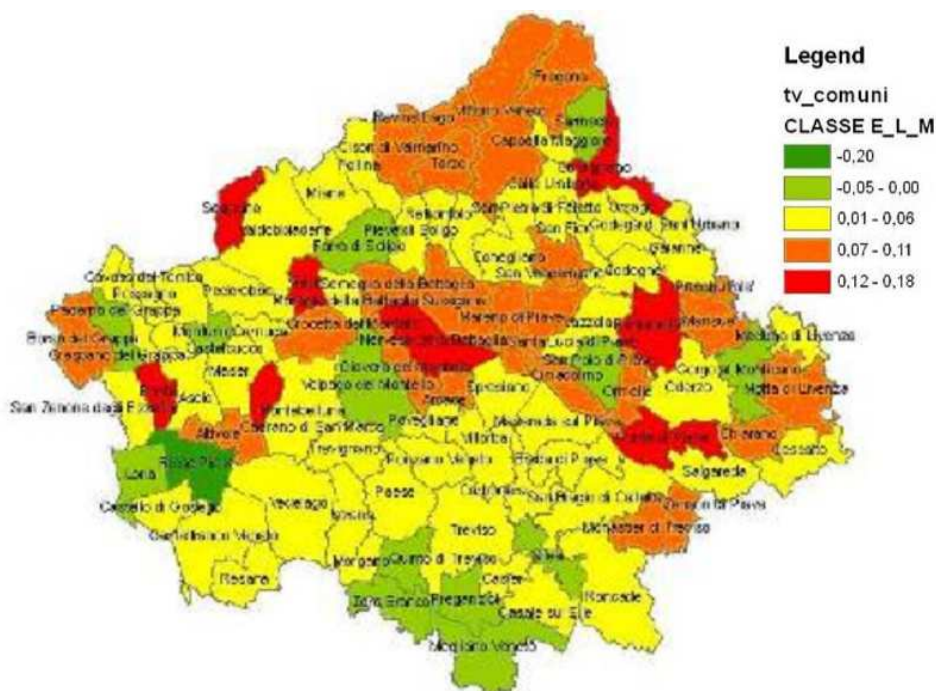 Legend
tv_comuni
CLASSE E_L_M
-0,20
-0,05 - 0,00
0,01 - 0,06
0,07 - 0,11
0,12 - 0,18
Fregona
Vittorio Veneto
Revine Lago
Sarmede
Cappella Maggiore
Cison di Valmarino
Tarzo
Follina
Miane
Colle Umberto
San Pietro di Feletto
Orsago
San Fior
Godega di Sant'Urbano
Valdobbiadene
Pieve di Soligo
Farra di Soligo
Conegliano
Gaiarine
San Vendemiano
Codogne
Cavaso del Tomba
Possagno
Pederobba
Sernaglia della Battaglia
Moriago della Battaglia
Susegana
Paderno del Grappa
Monfumo
Cornuda
Crocetta del Montello
Mareno di Piave
Vazzola
Mansue
Meduna di Livenza
Borso del Grappa
Castelcucco
Nervesa della Battaglia
Santa Lucia di Piave
Crespano del Grappa
Maser
Giavera del Montello
San Polo di Piave
Gorgo al Monticano
Cimadolmo
Motta di Livenza
Volpago del Montello
Spresiano
Ormelle
Oderzo
San Zenone degli Ezzelini
Asolo
Montebelluna
Arcade
Caerano di San Marco
Povegliano
Maserada sul Piave
Ponte di Piave
Chiarano
Altivole
Villorba
Cessalto
Trevignano
Ponzano Veneto
Breda di Piave
Salgareda
Loria
Riese Pio X
Paese
Carbonera
San Biagio di Callalta
Zenson di Piave
Castello di Godego
Vedelago
Istrana
Treviso
Monastier di Treviso
Castelfranco Veneto
Quinto di Treviso
Silea
Morgano
Resana
Casier
Roncade
Zero Branco
Preganziol
Casale sul Sile
Mogliano Veneto